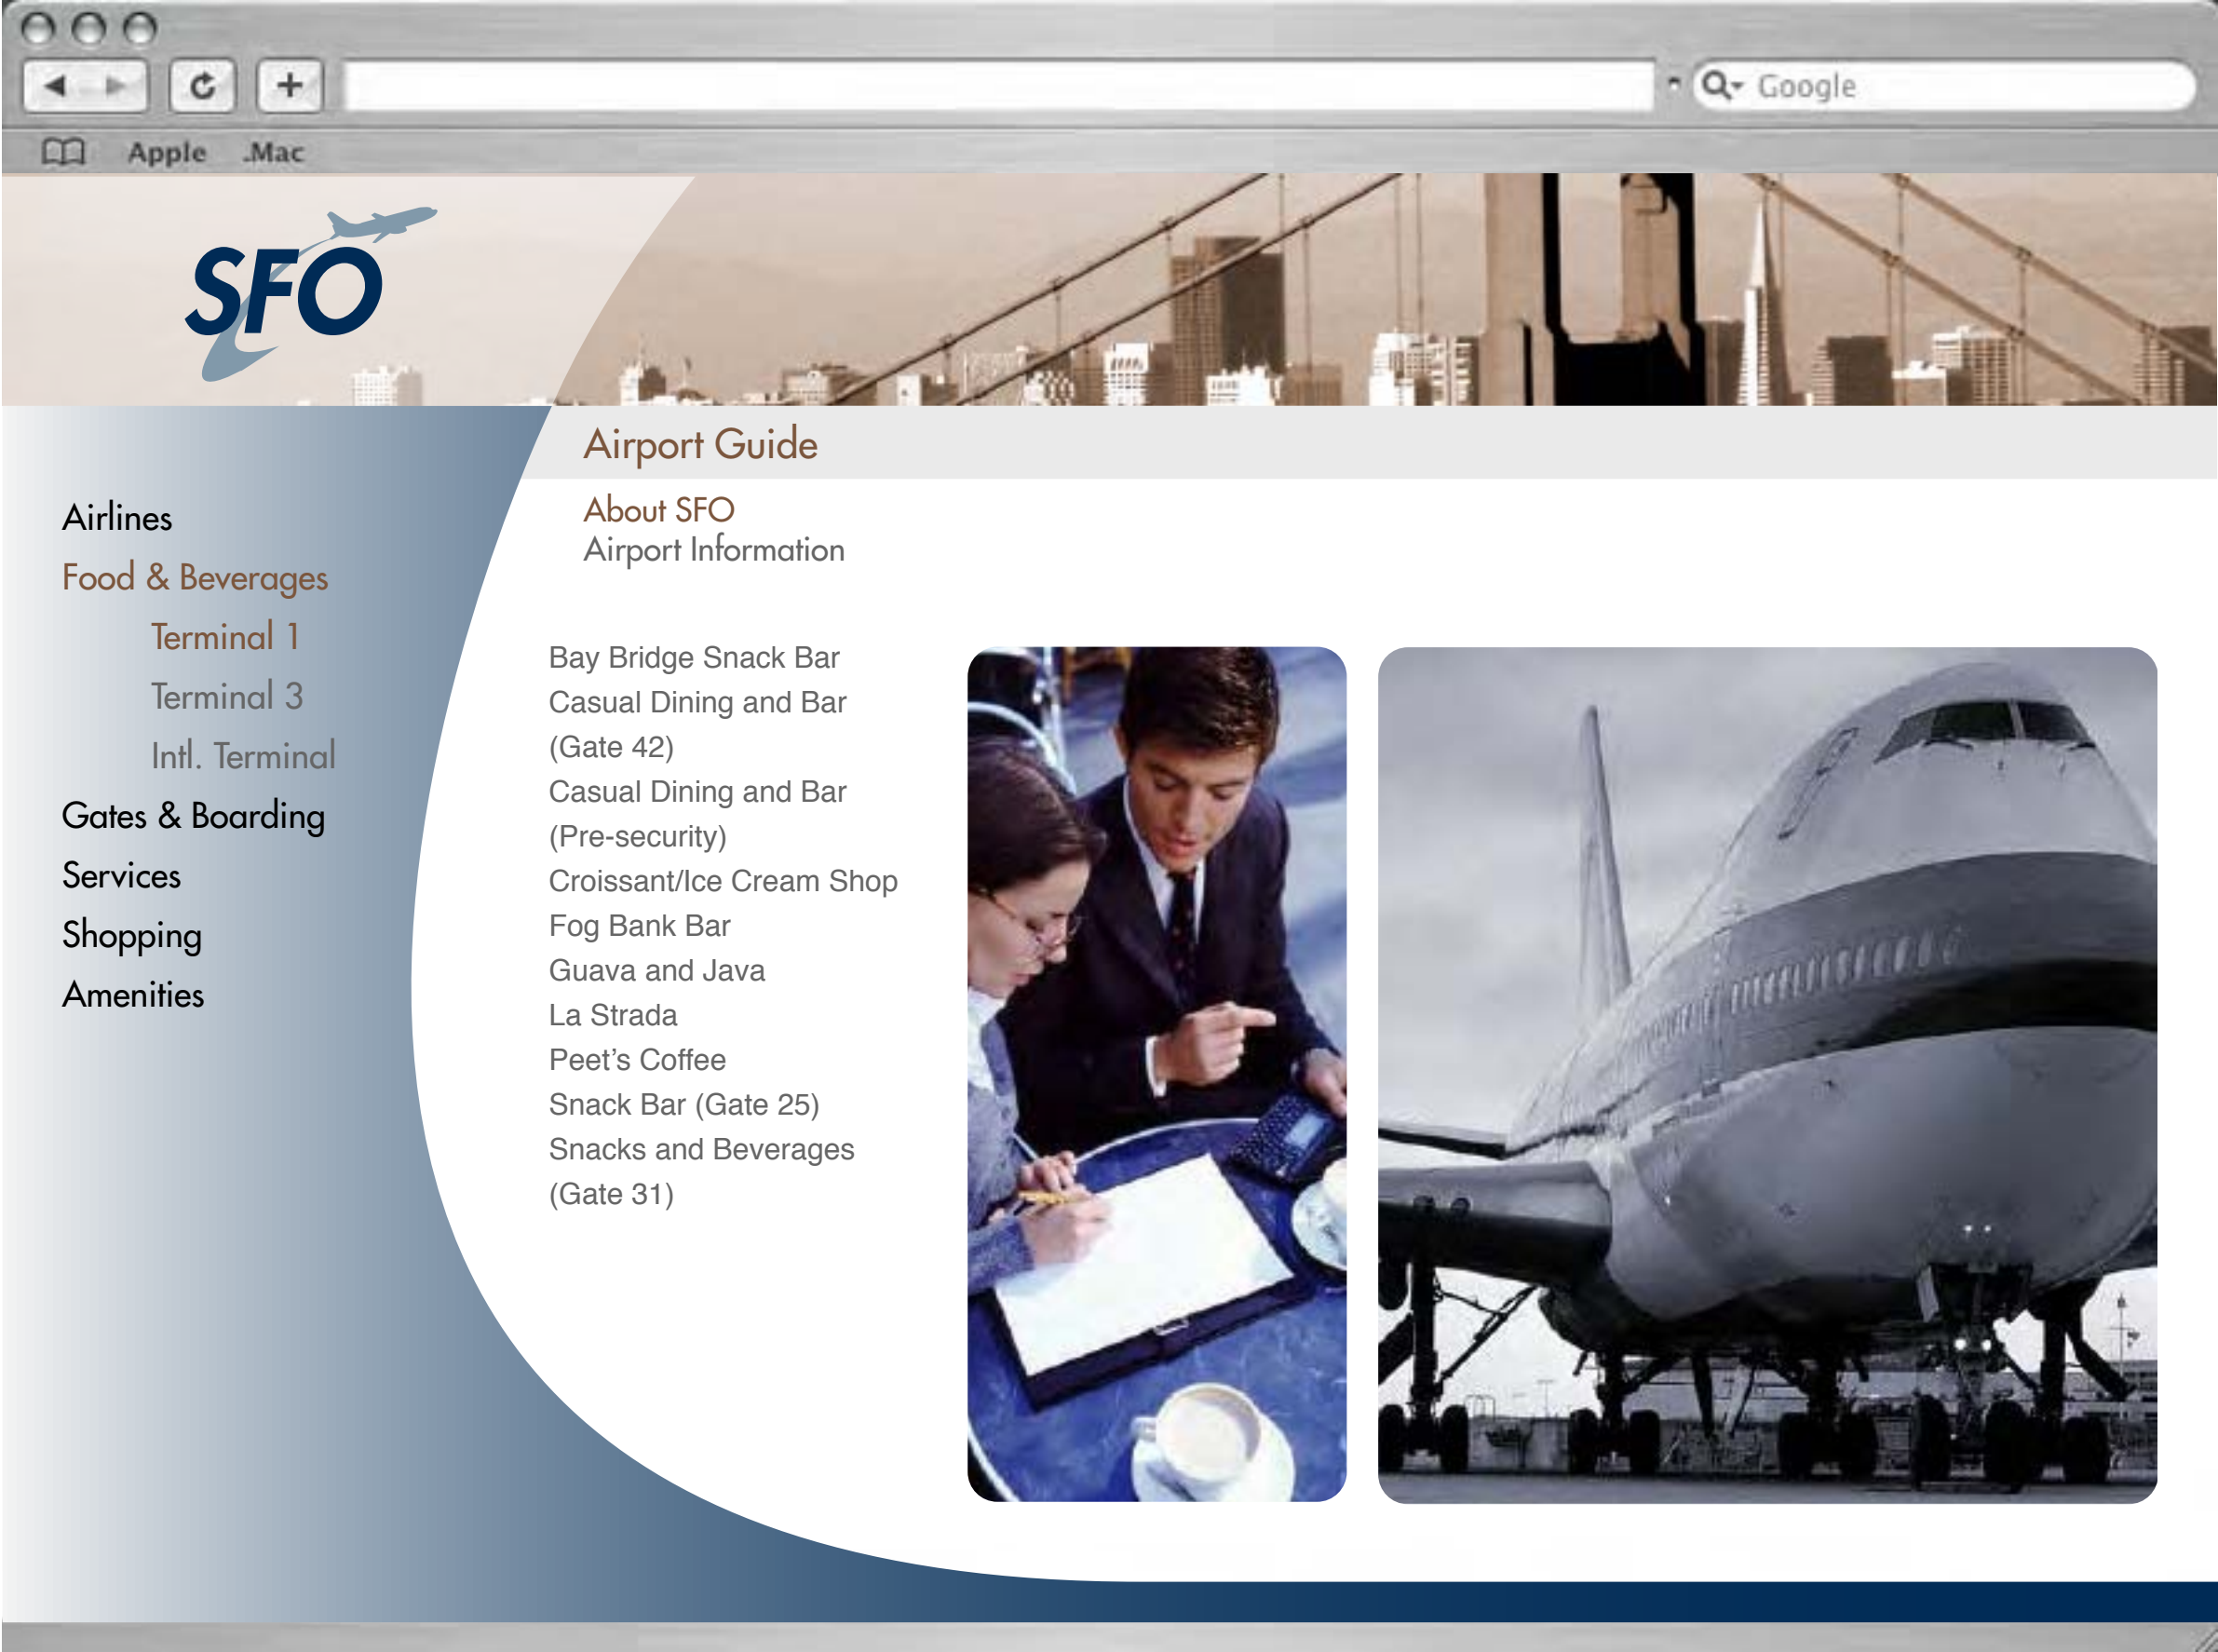 Google
Apple .Mac
SFO
Airport Guide
About SFO
Airport Information
Airlines
Food & Beverages
Terminal 1
Terminal 3
Intl. Terminal
Gates & Boarding
Services
Shopping
Amenities
Bay Bridge Snack Bar
Casual Dining and Bar
(Gate 42)
Casual Dining and Bar
(Pre-security)
Croissant/Ice Cream Shop
Fog Bank Bar
Guava and Java
La Strada
Peet’s Coffee
Snack Bar (Gate 25)
Snacks and Beverages
(Gate 31)